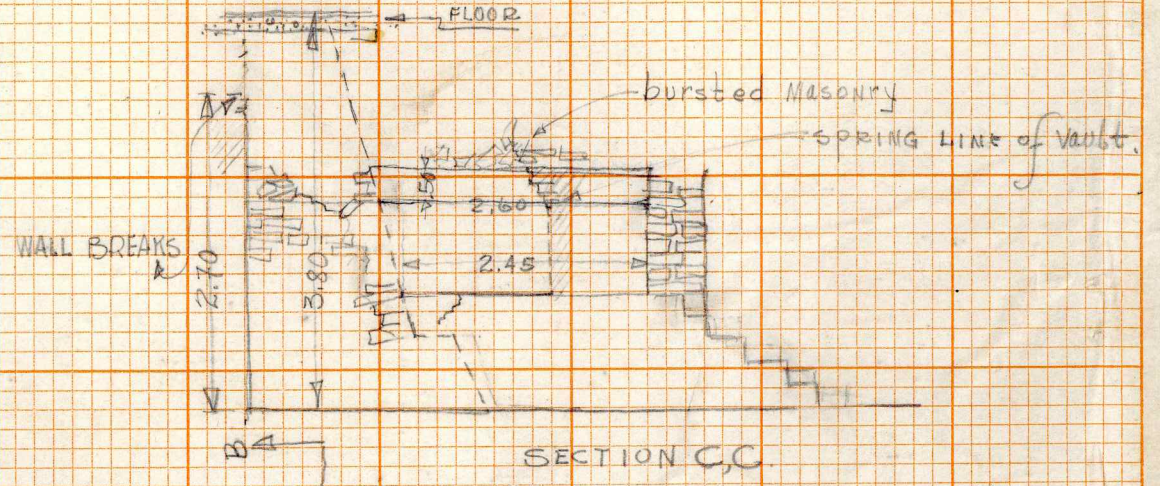 FLOOR
bursted Masonry
SPRING LINE of Vault.
.50
2.60
WALL BREAKS
2.70
3.80
2.45
B
SECTION C,C